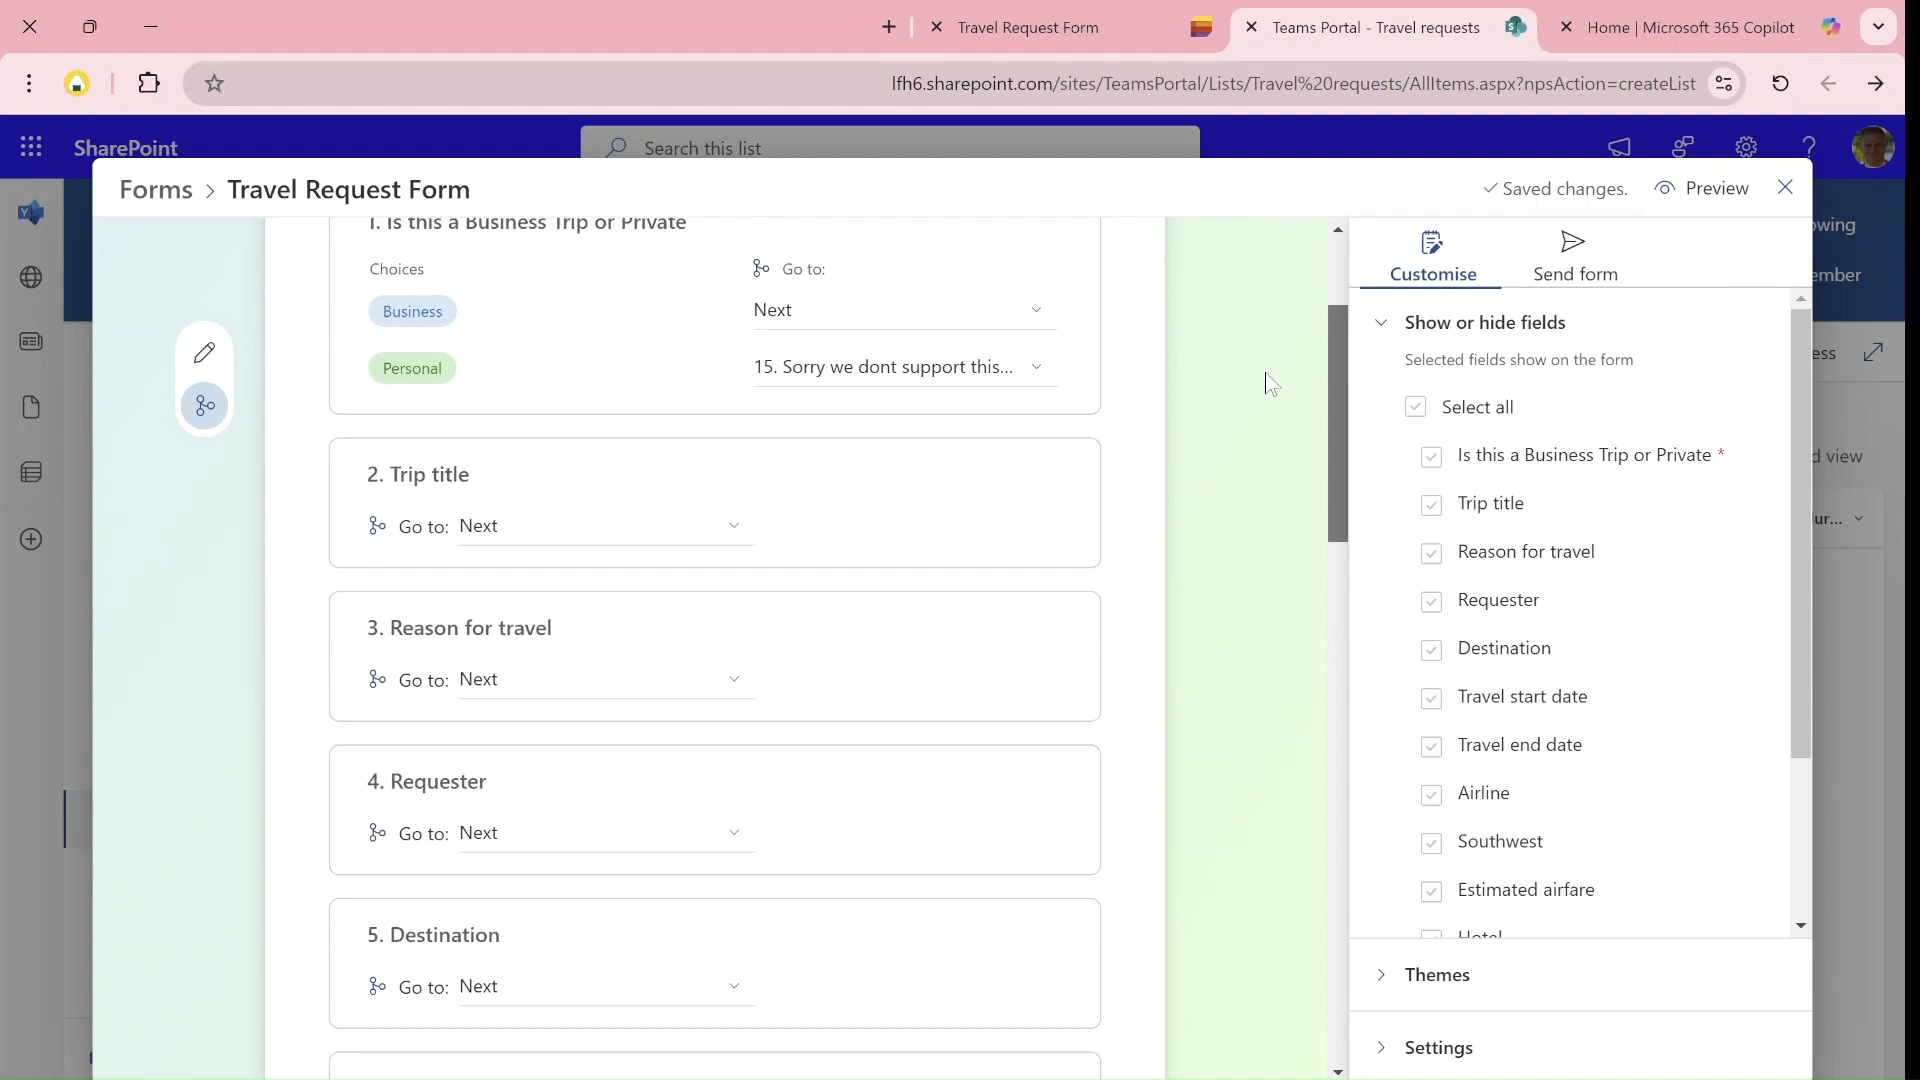 Travel Request Form
Teams Portal - Travel requests
Home | Microsoft 365 Copilot
lfh6.sharepoint.com/sites/TeamsPortal/Lists/Travel%20requests/AllItems.aspx?npsAction=createList
SharePoint
Search this list
Forms > Travel Request Form
Saved changes.
Preview
1. Is this a Business Trip or Private
Choices
Go to:
Business
Next
Personal
15. Sorry we dont support this...
2. Trip title
Go to: Next
3. Reason for travel
Go to: Next
4. Requester
Go to: Next
5. Destination
Go to: Next
Customise
Send form
Show or hide fields
Selected fields show on the form
Select all
Is this a Business Trip or Private *
Trip title
Reason for travel
Requester
Destination
Travel start date
Travel end date
Airline
Southwest
Estimated airfare
Hotel
Themes
Settings